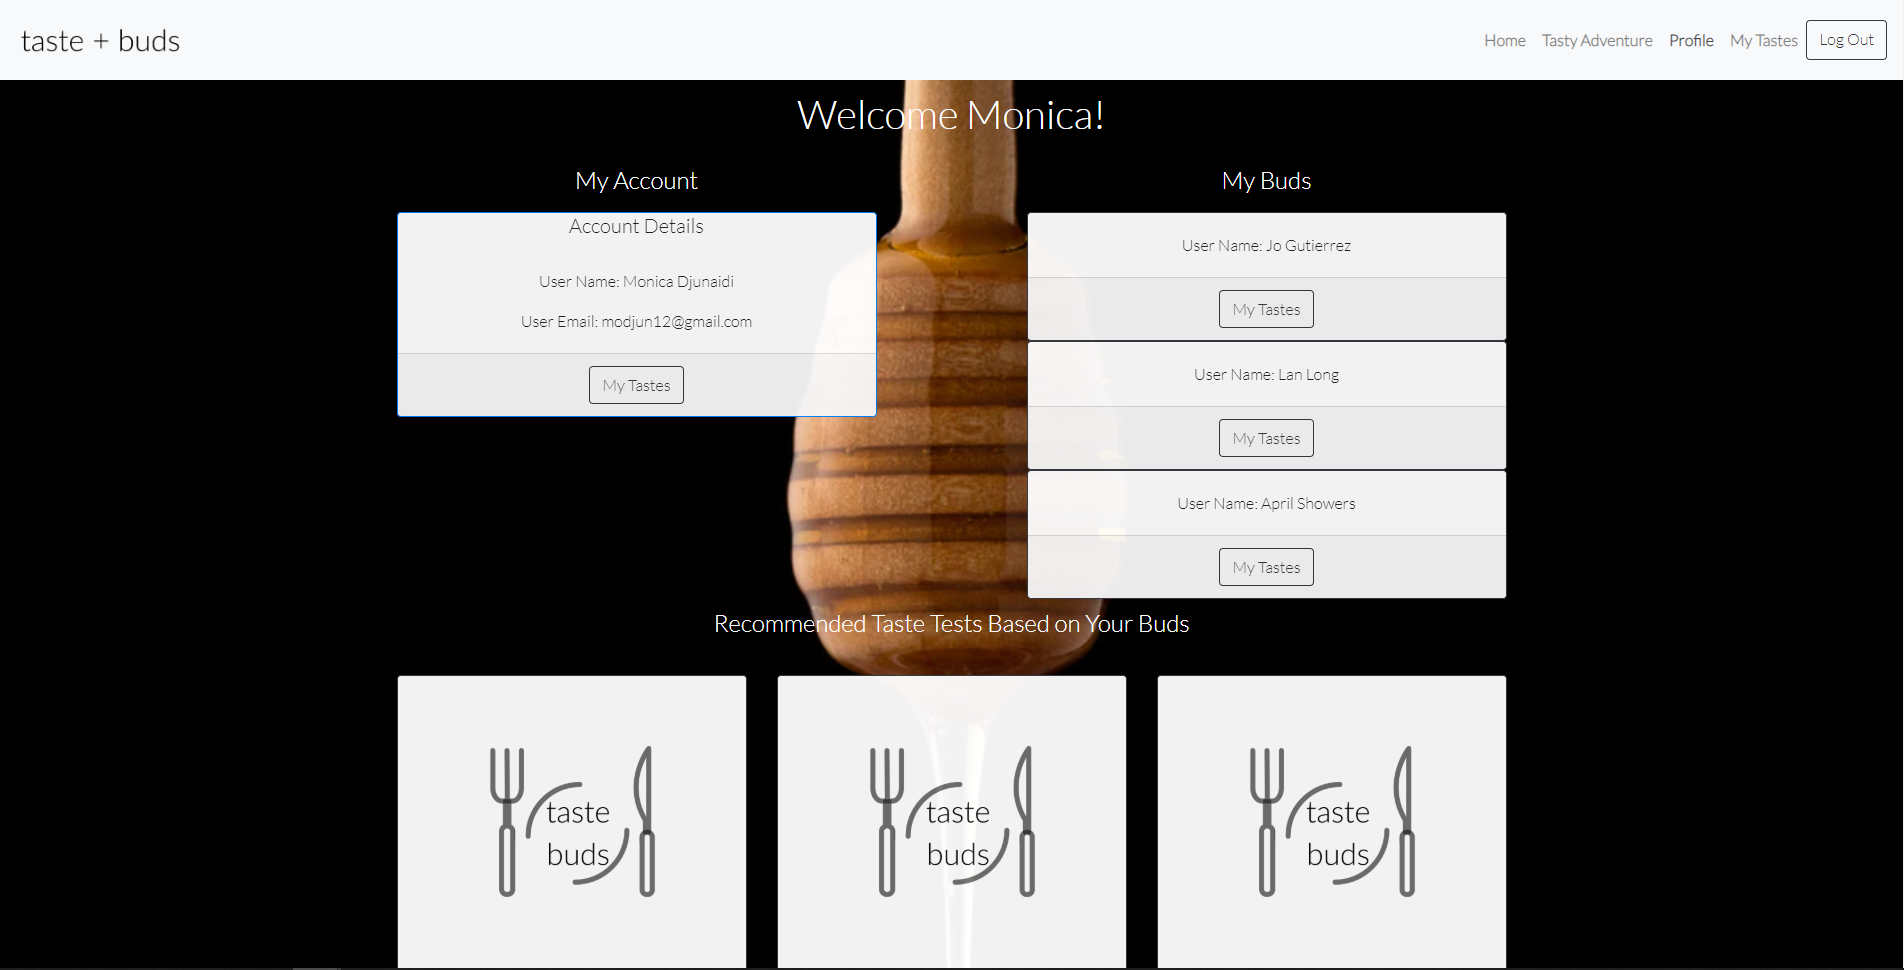 taste + buds
Home Tasty Adventure Profile My Tastes Log Out
Welcome Monica!
My Account
Account Details
User Name: Monica Djunaidi
User Email: modjun12@gmail.com
My Tastes
My Buds
User Name: Jo Gutierrez
My Tastes
User Name: Lan Long
My Tastes
User Name: April Showers
My Tastes
Recommended Taste Tests Based on Your Buds
taste
buds
taste
buds
taste
buds